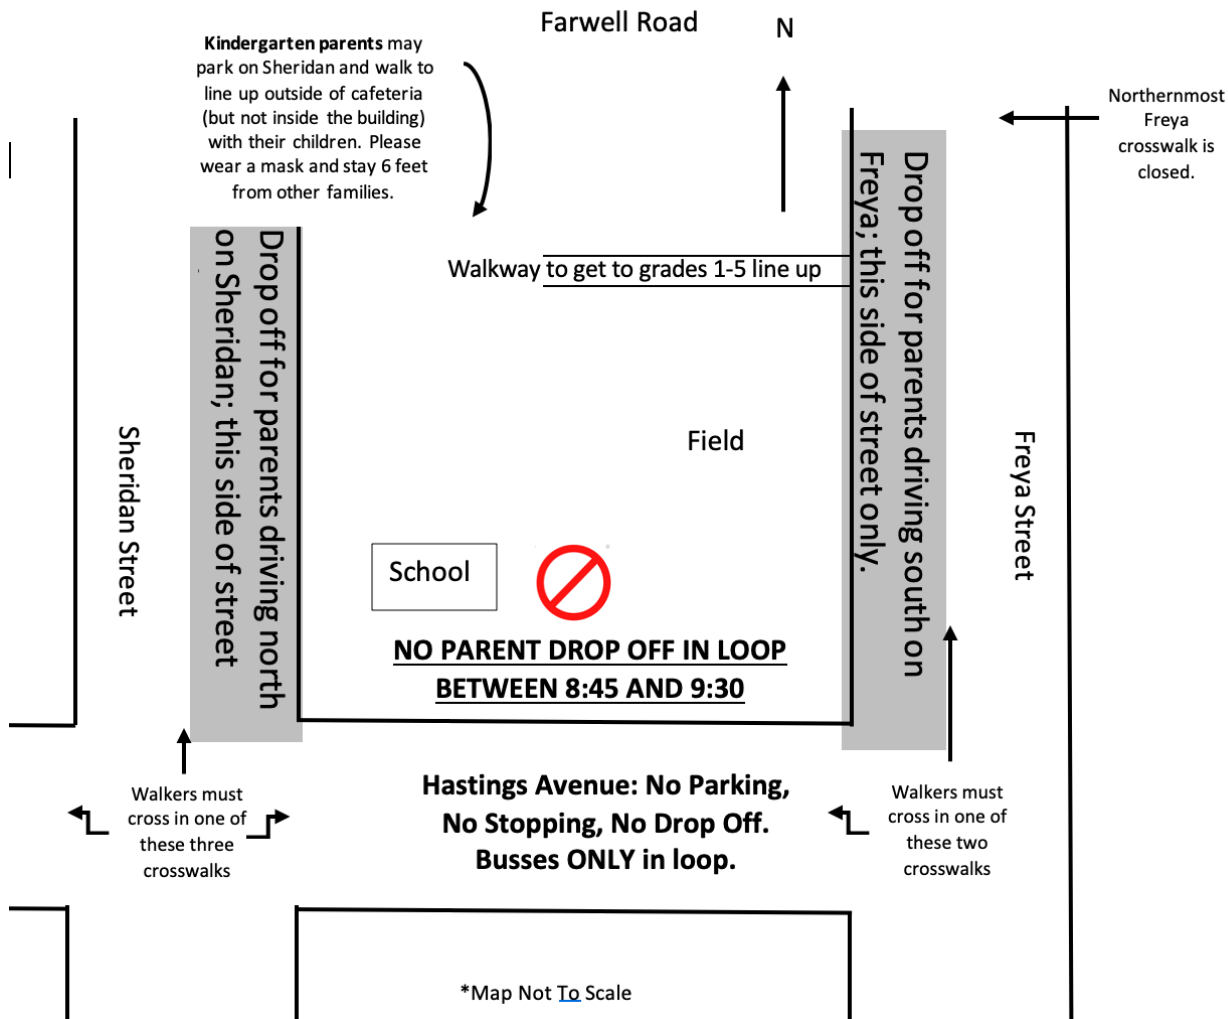 Farwell Road
N
Kindergarten parents may
park on Sheridan and walk to
line up outside of cafeteria
(but not inside the building)
with their children. Please
wear a mask and stay 6 feet
from other families.
Northernmost
Freya
crosswalk is
closed.
Drop off for parents driving north
on Sheridan; this side of street
Walkway to get to grades 1-5 line up
Drop off for parents driving south on
Freya; this side of street only.
Sheridan Street
Field
Freya Street
School
NO PARENT DROP OFF IN LOOP
BETWEEN 8:45 AND 9:30
Walkers must
cross in one of
these three
crosswalks
Hastings Avenue: No Parking,
No Stopping, No Drop Off.
Busses ONLY in loop.
Walkers must
cross in one of
these two
crosswalks
*Map Not To Scale